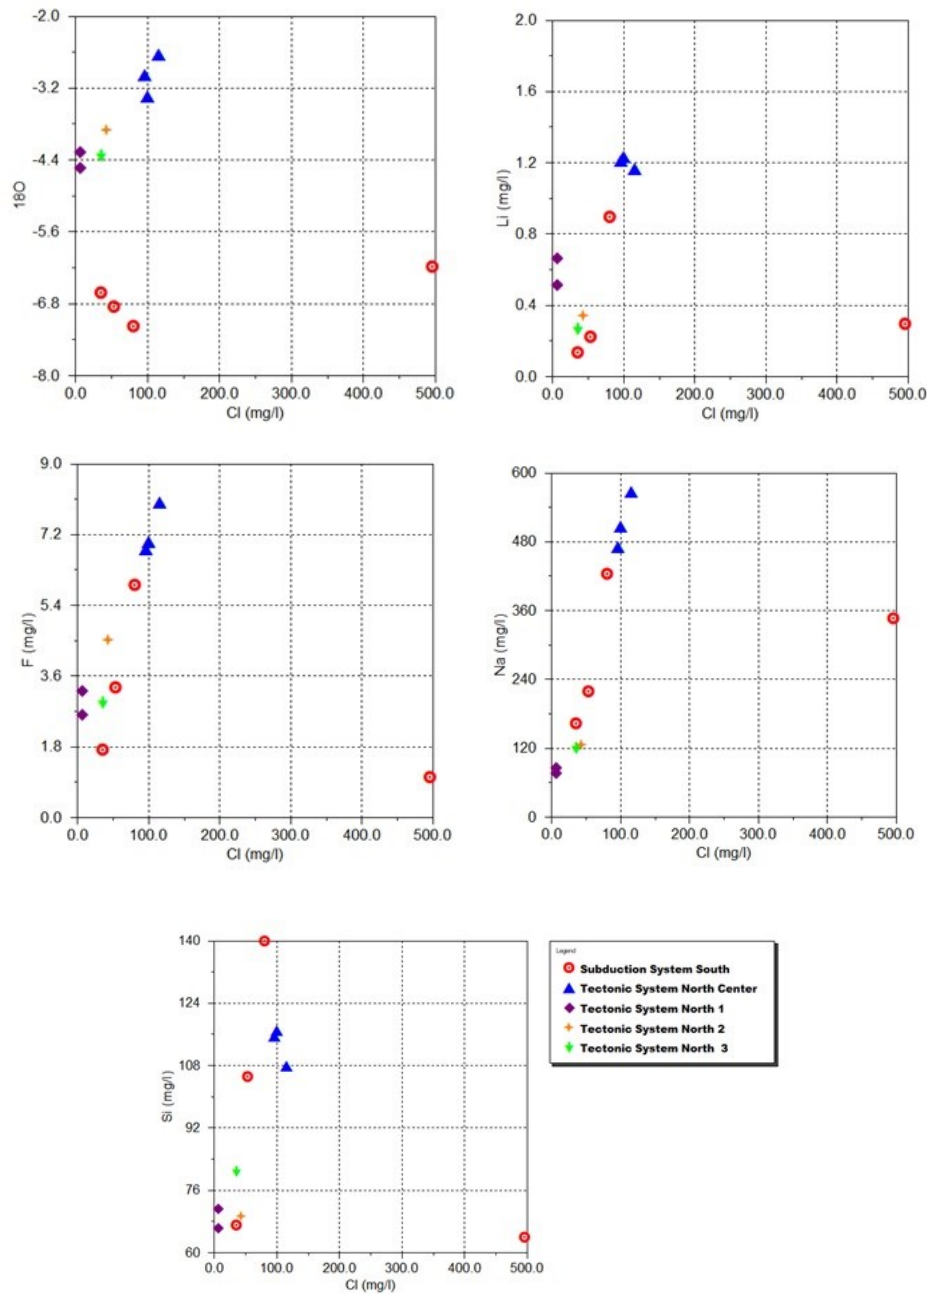 -2.0
-3.2
-4.4
-5.6
-6.8
-8.0
18O
0.0 100.0 200.0 300.0 400.0 500.0
Cl (mg/l)
2.0
1.6
1.2
0.8
0.4
0.0
Li (mg/l)
0.0 100.0 200.0 300.0 400.0 500.0
Cl (mg/l)
9.0
7.2
5.4
3.6
1.8
0.0
F (mg/l)
0.0 100.0 200.0 300.0 400.0 500.0
Cl (mg/l)
600
480
360
240
120
0
Na (mg/l)
0.0 100.0 200.0 300.0 400.0 500.0
Cl (mg/l)
140
124
108
92
76
60
Si (mg/l)
0.0 100.0 200.0 300.0 400.0 500.0
Cl (mg/l)
Legend
Subduction System South
Tectonic System North Center
Tectonic System North 1
Tectonic System North 2
Tectonic System North 3